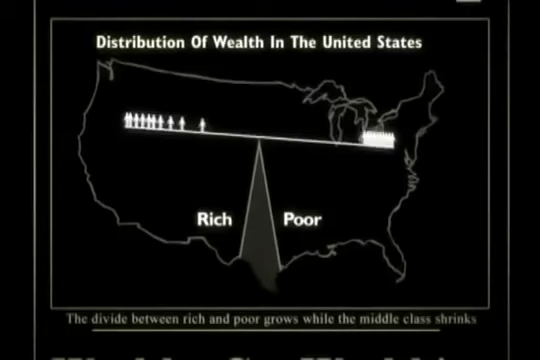 Distribution Of Wealth In The United States
Rich Poor
The divide between rich and poor grows while the middle class shrinks